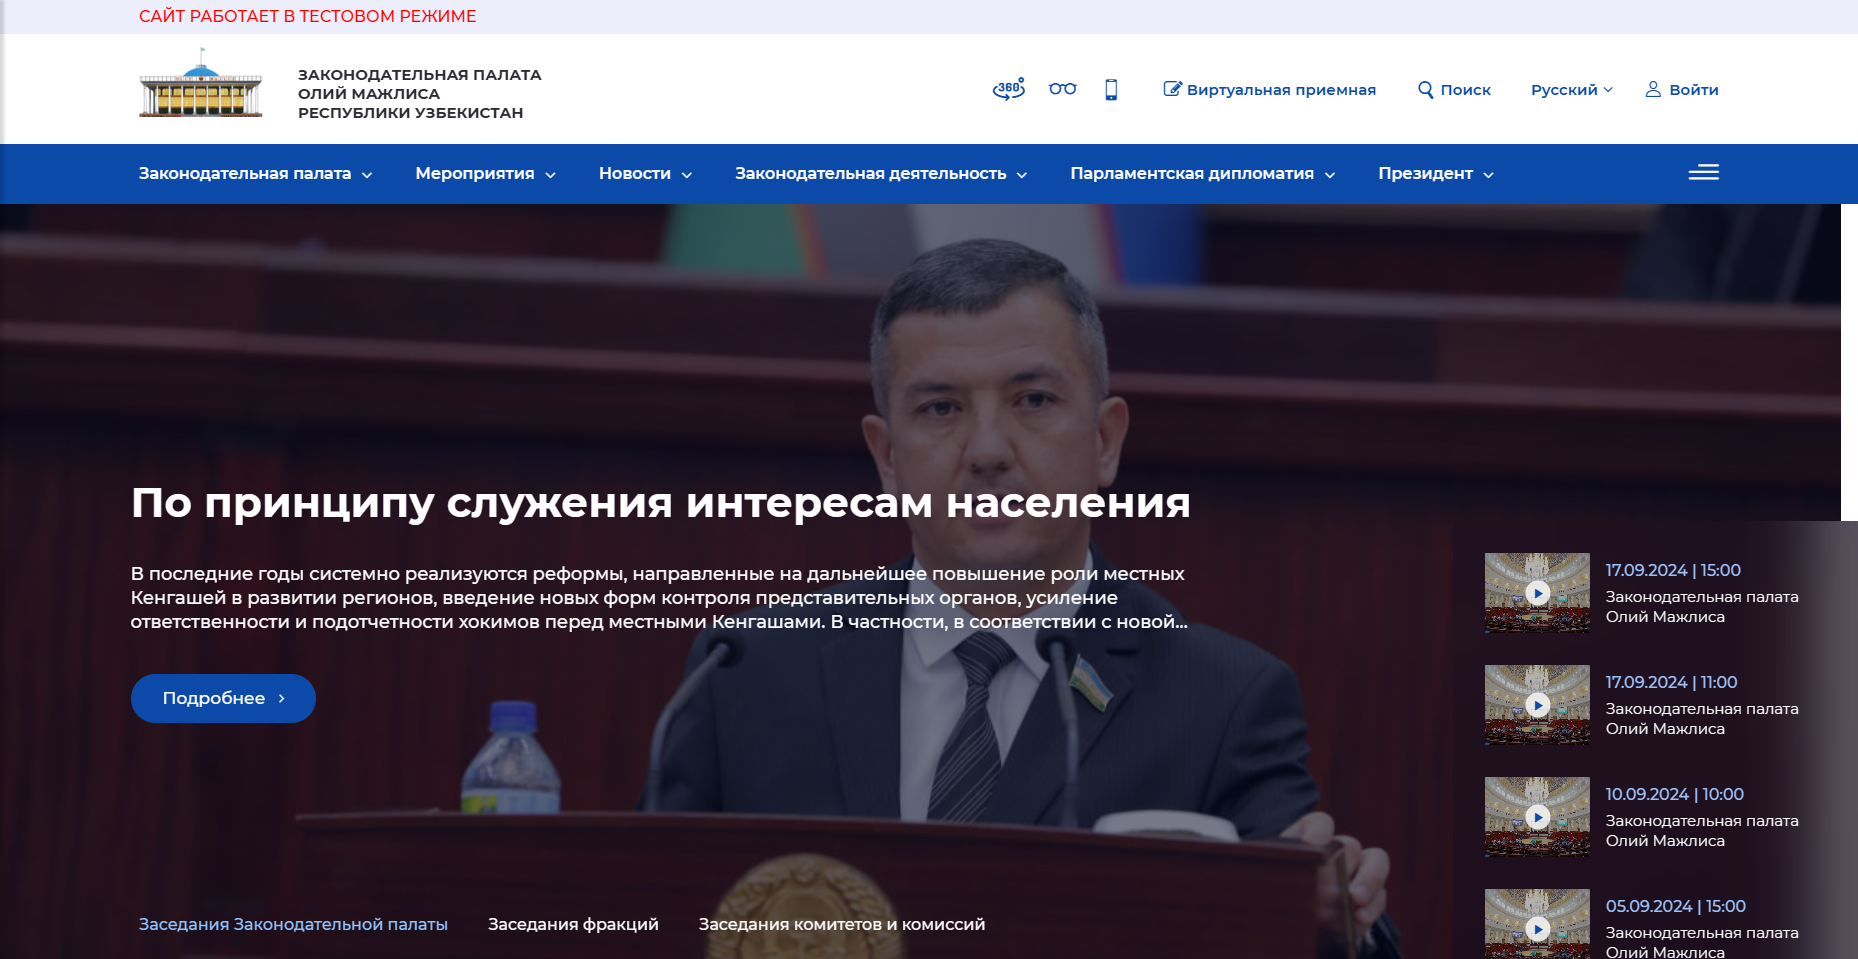 САЙТ РАБОТАЕТ В ТЕСТОВОМ РЕЖИМЕ
ЗАКОНОДАТЕЛЬНАЯ ПАЛАТА
ОЛИЙ МАЖЛИСА
РЕСПУБЛИКИ УЗБЕКИСТАН
360°
Виртуальная приемная
Поиск
Русский
Войти
Законодательная палата
Мероприятия
Новости
Законодательная деятельность
Парламентская дипломатия
Президент
По принципу служения интересам населения
В последние годы системно реализуются реформы, направленные на дальнейшее повышение роли местных
Кенгашей в развитии регионов, введение новых форм контроля представительных органов, усиление
ответственности и подотчетности хокимов перед местными Кенгашами. В частности, в соответствии с новой...
Подробнее
17.09.2024 | 15:00
Законодательная палата
Олий Мажлиса
17.09.2024 | 11:00
Законодательная палата
Олий Мажлиса
10.09.2024 | 10:00
Законодательная палата
Олий Мажлиса
05.09.2024 | 15:00
Законодательная палата
Олий Мажлиса
Заседания Законодательной палаты
Заседания фракций
Заседания комитетов и комиссий